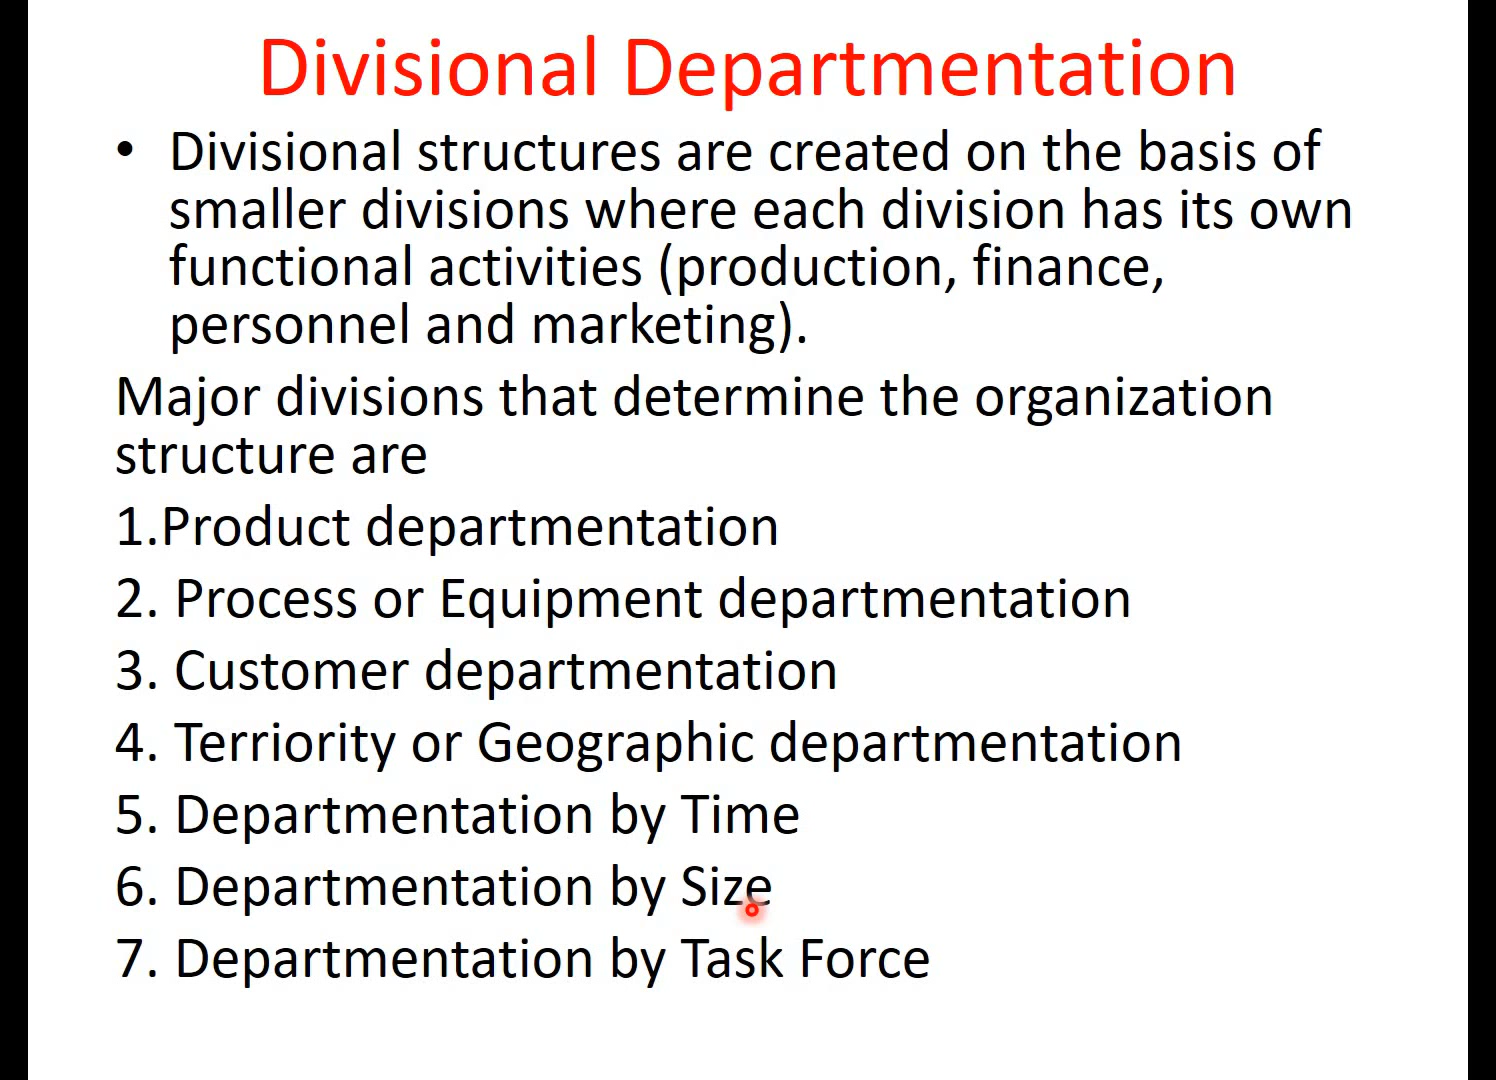 Divisional Departmentation
• Divisional structures are created on the basis of
smaller divisions where each division has its own
functional activities (production, finance,
personnel and marketing).
Major divisions that determine the organization
structure are
1.Product departmentation
2. Process or Equipment departmentation
3. Customer departmentation
4. Terriority or Geographic departmentation
5. Departmentation by Time
6. Departmentation by Size
7. Departmentation by Task Force